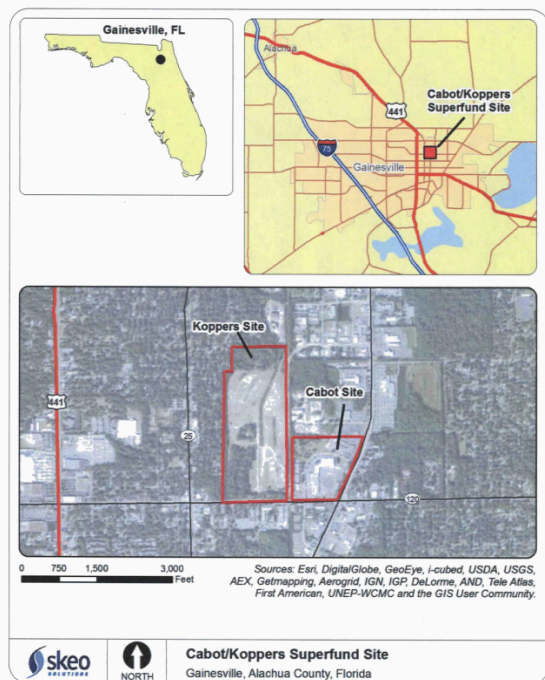 Gainesville, FL
Alachua
441
Cabot/Koppers
Superfund Site
75
Gainesville
Koppers Site
Cabot Site
441
25
120
0 750 1,500 3,000
Feet
Sources: Esri, DigitalGlobe, GeoEye, i-cubed, USDA, USGS,
AEX, Getmapping, Aerogrid, IGN, IGP, DeLorme, AND, Tele Atlas,
First American, UNEP-WCMC and the GIS User Community.
skeo
SOLUTIONS
NORTH
Cabot/Koppers Superfund Site
Gainesville, Alachua County, Florida